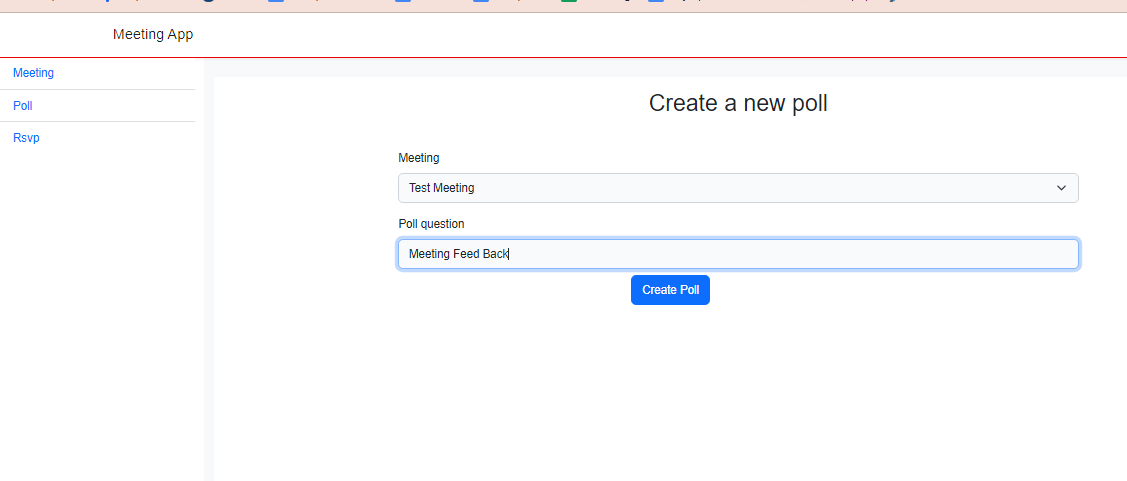 Meeting App
Meeting
Poll
Rsvp
Create a new poll
Meeting
Test Meeting
Poll question
Meeting Feed Back
Create Poll